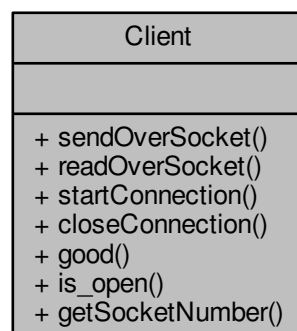 Client
+ sendOverSocket()
+ readOverSocket()
+ startConnection()
+ closeConnection()
+ good()
+ is_open()
+ getSocketNumber()